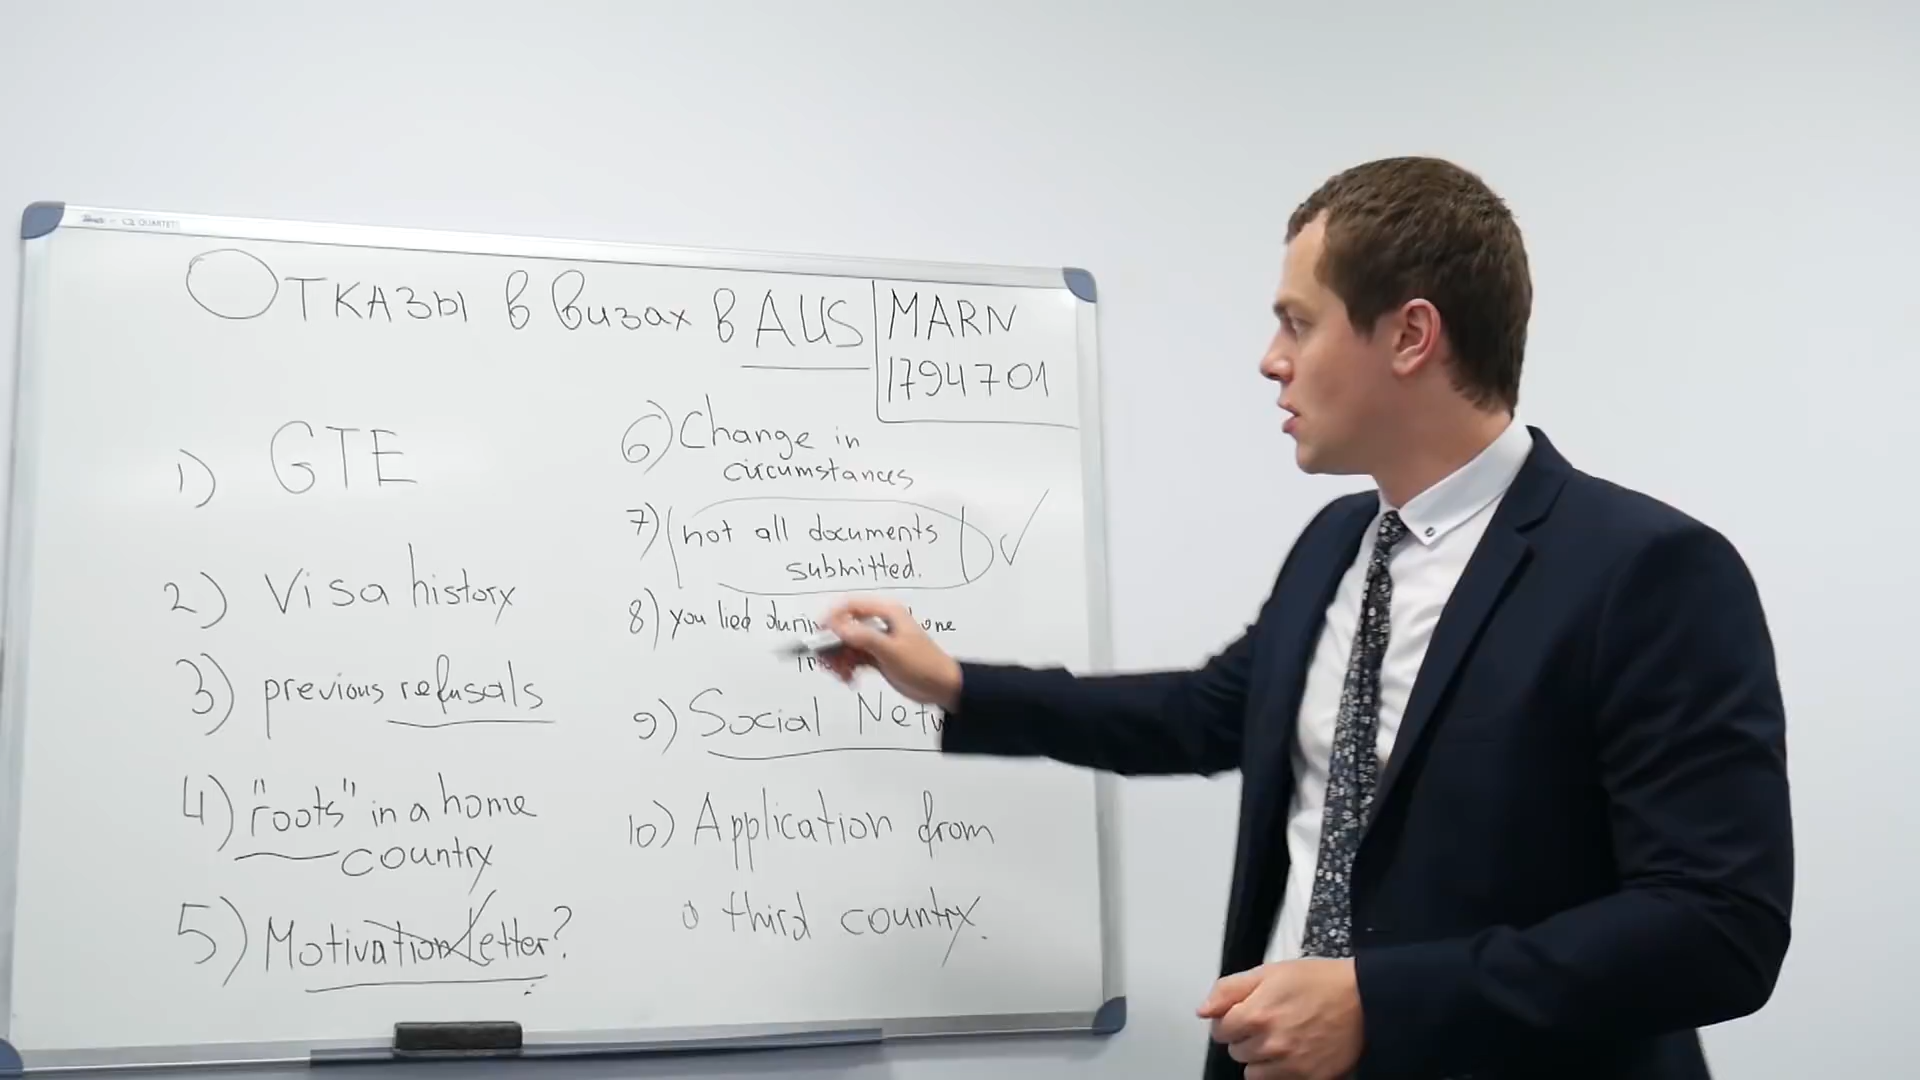 Отказы в визах в AUS
MARN
1794701
1) GTE
2) Visa history
3) previous refusals
4) "roots" in a home
country
5) Motivation Letter?
6) Change in
circumstances
7) not all documents
submitted.
8) you lied
9) Social
10) Application from
a third country.